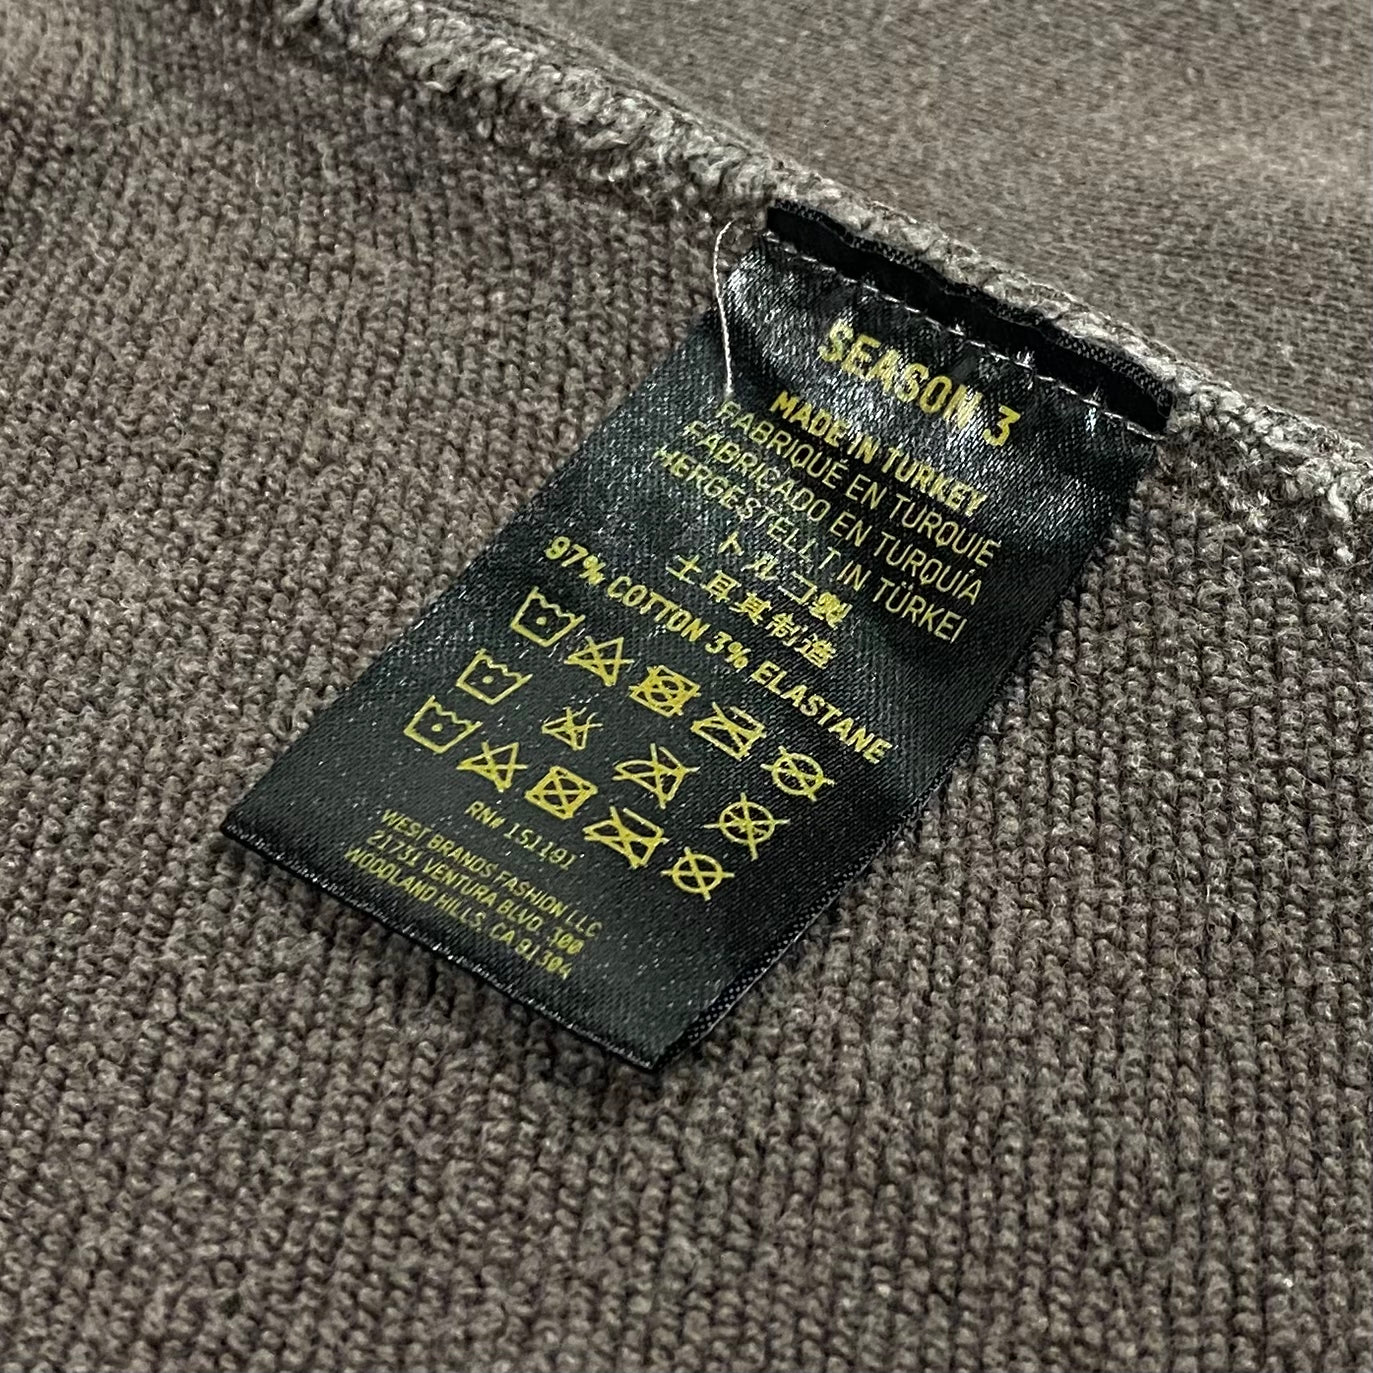 SEASON 3
MADE IN TURKEY
FABRIQUÉ EN TURQUIE
FABRICADO EN TURQUÍA
HERGESTELLT IN TÜRKEI
トルコ製
土耳其制造
97% COTTON 3% ELASTANE
RN# 151191
WEST BRANDS FASHION LLC
21731 VENTURA BLVD 300
WOODLAND HILLS, CA 91304